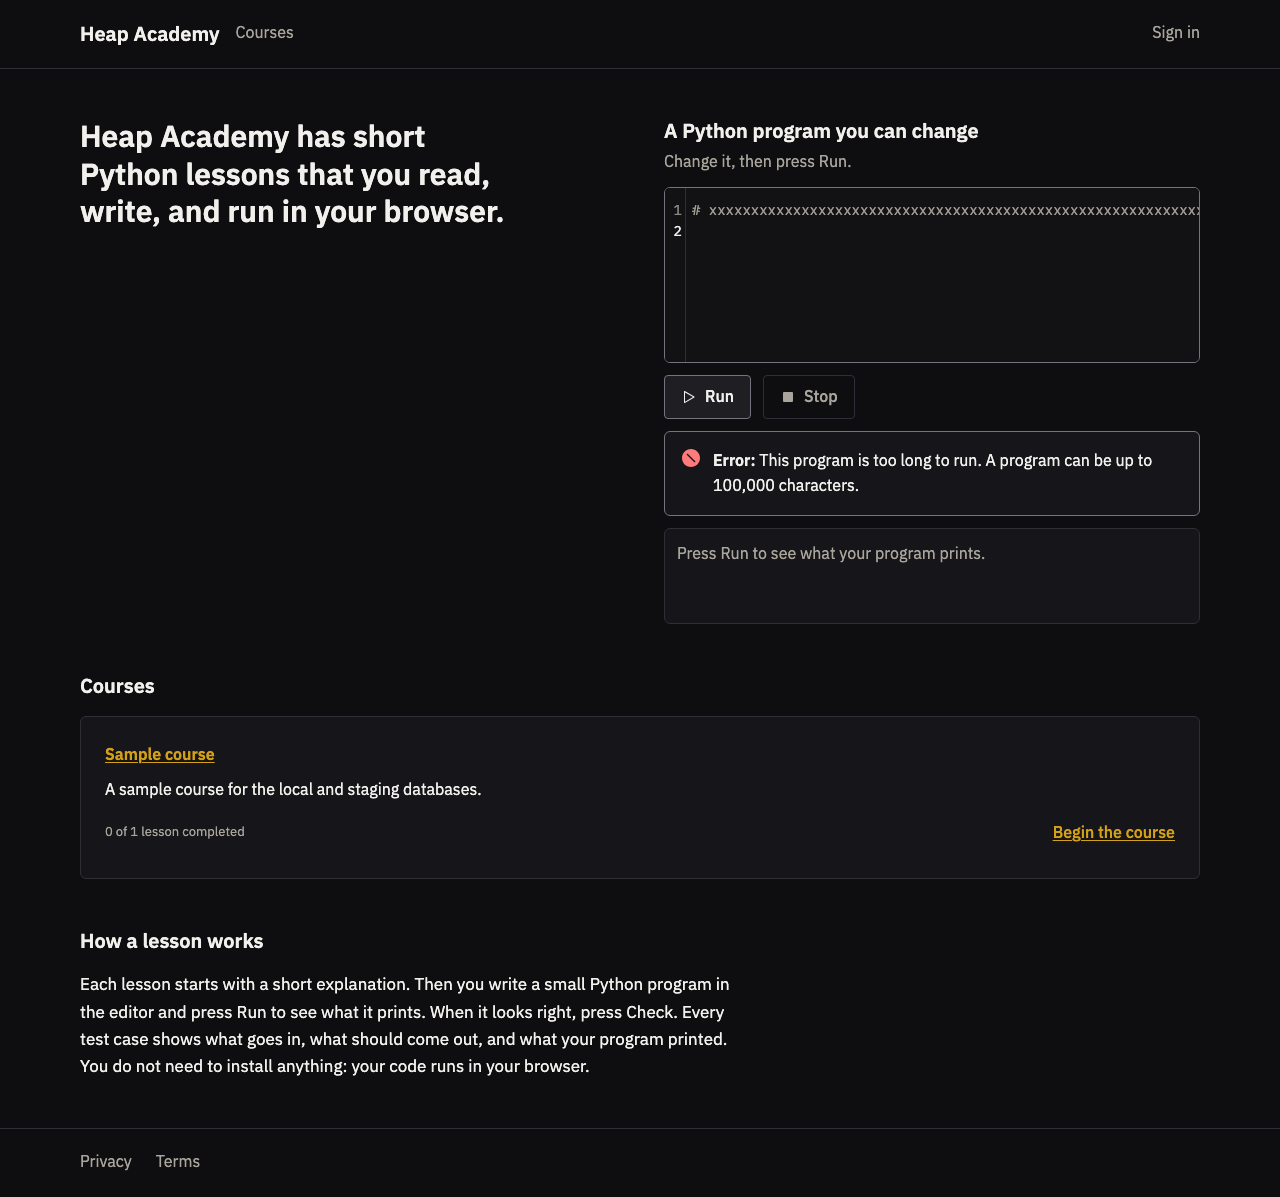 Heap Academy Courses Sign in
Heap Academy has short
Python lessons that you read,
write, and run in your browser.
A Python program you can change
Change it, then press Run.
1 # xxxxxxxxxxxxxxxxxxxxxxxxxxxxxxxxxxxxxxxxxxxxxxxxxxxxxxxxxxx
2
Run Stop
Error: This program is too long to run. A program can be up to
100,000 characters.
Press Run to see what your program prints.
Courses
Sample course
A sample course for the local and staging databases.
0 of 1 lesson completed Begin the course
How a lesson works
Each lesson starts with a short explanation. Then you write a small Python program in
the editor and press Run to see what it prints. When it looks right, press Check. Every
test case shows what goes in, what should come out, and what your program printed.
You do not need to install anything: your code runs in your browser.
Privacy Terms